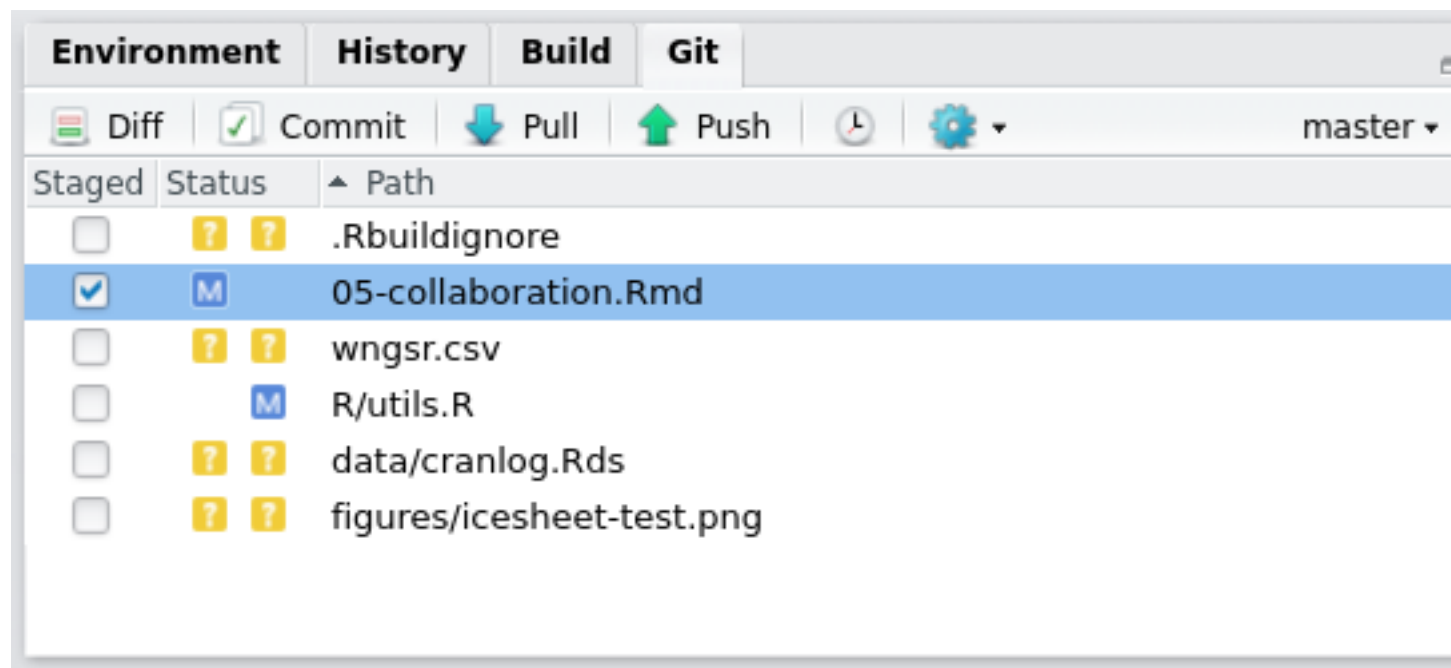 Environment History Build Git
Diff Commit Pull Push master
Staged Status Path
? ? .Rbuildignore
M 05-collaboration.Rmd
? ? wngsr.csv
M R/utils.R
? ? data/cranlog.Rds
? ? figures/icesheet-test.png